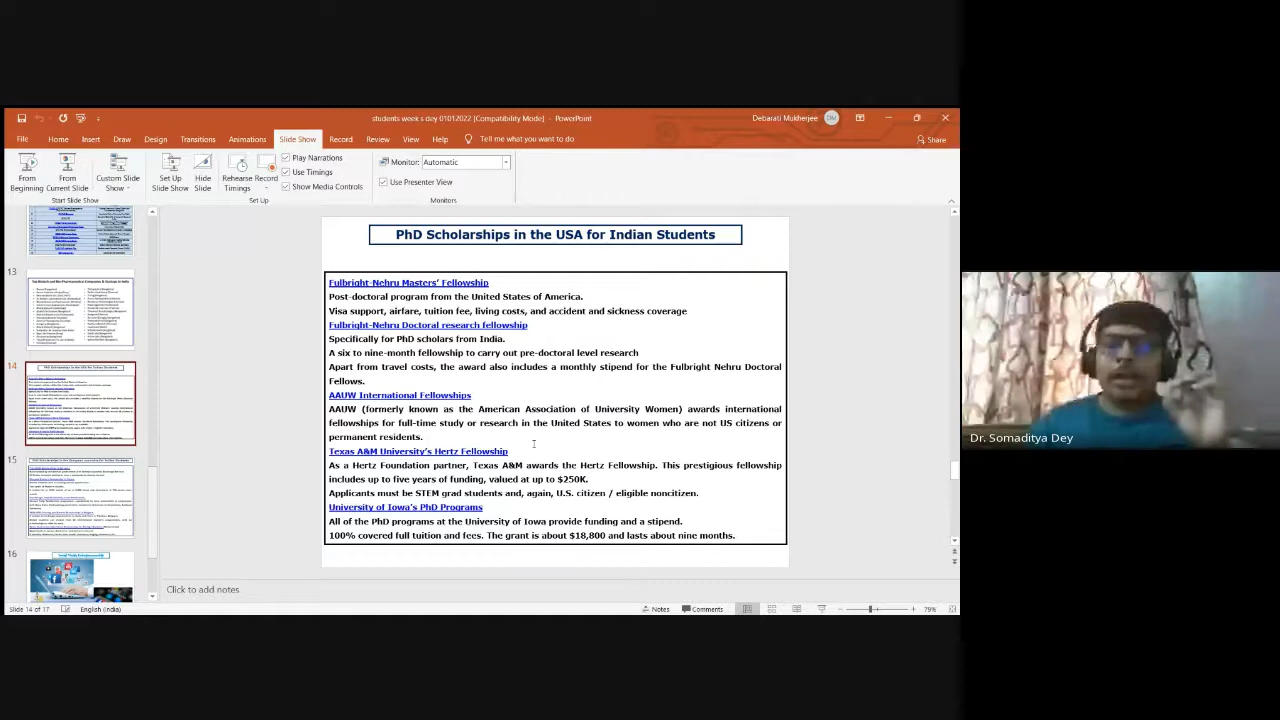 students week s dey 01012022 [Compatibility Mode] - PowerPoint
Debarati Mukherjee
DM
File Home Insert Draw Design Transitions Animations Slide Show Record Review View Help Tell me what you want to do
Share
From Beginning
From Current Slide
Custom Slide Show
Set Up Slide Show
Hide Slide
Rehearse Timings
Record
Play Narrations
Use Timings
Show Media Controls
Monitor: Automatic
Use Presenter View
Start Slide Show
Set Up
Monitors
13
14
15
16
PhD Scholarships in the USA for Indian Students
Fulbright-Nehru Masters’ Fellowship
Post-doctoral program from the United States of America.
Visa support, airfare, tuition fee, living costs, and accident and sickness coverage
Fulbright-Nehru Doctoral research fellowship
Specifically for PhD scholars from India.
A six to nine-month fellowship to carry out pre-doctoral level research
Apart from travel costs, the award also includes a monthly stipend for the Fulbright Nehru Doctoral
Fellows.
AAUW International Fellowships
AAUW (formerly known as the American Association of University Women) awards international
fellowships for full-time study or research in the United States to women who are not US citizens or
permanent residents.
Texas A&M University’s Hertz Fellowship
As a Hertz Foundation partner, Texas A&M awards the Hertz Fellowship. This prestigious fellowship
includes up to five years of funding valued at up to $250K.
Applicants must be STEM grad students and, again, U.S. citizen / eligible noncitizen.
University of Iowa’s PhD Programs
All of the PhD programs at the University of Iowa provide funding and a stipend.
100% covered full tuition and fees. The grant is about $18,800 and lasts about nine months.
Dr. Somaditya Dey
Click to add notes
Slide 14 of 17 English (India) Notes Comments 79%